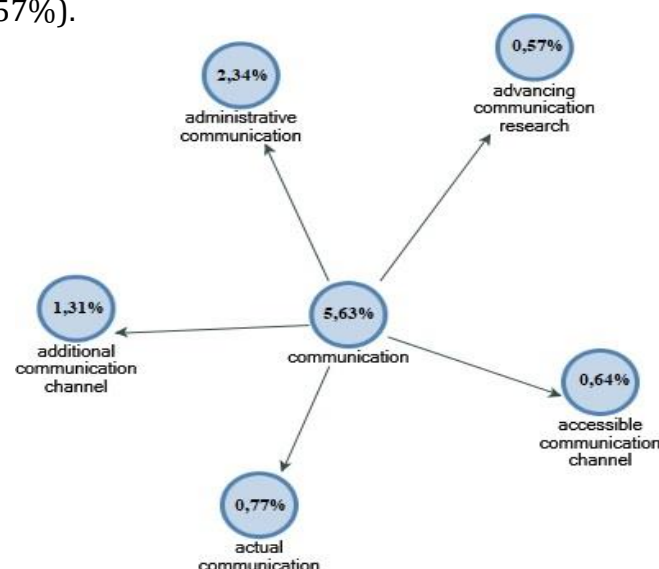 57%).
0,57%
advancing
communication
research
2,34%
administrative
communication
1,31%
additional
communication
channel
5,63%
communication
0,64%
accessible
communication
channel
0,77%
actual
communication